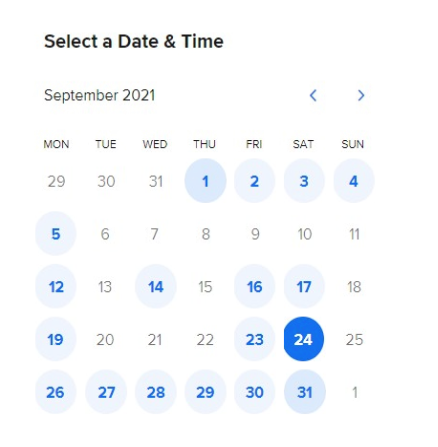 Select a Date & Time
September 2021
MON TUE WED THU FRI SAT SUN
29 30 31 1 2 3 4
5 6 7 8 9 10 11
12 13 14 15 16 17 18
19 20 21 22 23 24 25
26 27 28 29 30 31 1